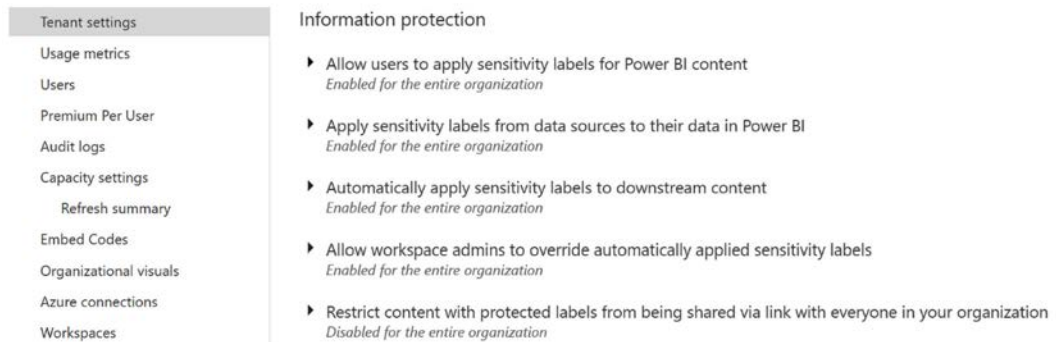 Tenant settings
Usage metrics
Users
Premium Per User
Audit logs
Capacity settings
Refresh summary
Embed Codes
Organizational visuals
Azure connections
Workspaces
Information protection
Allow users to apply sensitivity labels for Power BI content
Enabled for the entire organization
Apply sensitivity labels from data sources to their data in Power BI
Enabled for the entire organization
Automatically apply sensitivity labels to downstream content
Enabled for the entire organization
Allow workspace admins to override automatically applied sensitivity labels
Enabled for the entire organization
Restrict content with protected labels from being shared via link with everyone in your organization
Disabled for the entire organization